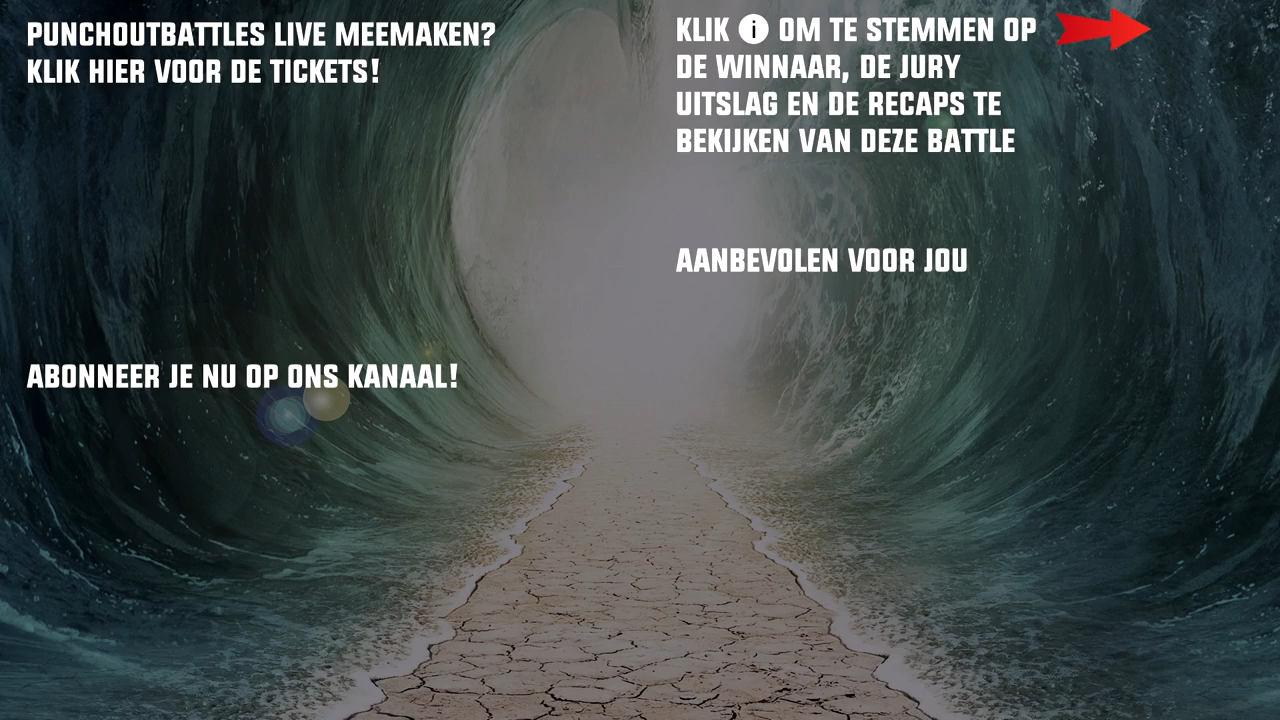 PUNCHOUTBATTLES LIVE MEEMAKEN?
KLIK HIER VOOR DE TICKETS!
KLIK i OM TE STEMMEN OP
DE WINNAAR, DE JURY
UITSLAG EN DE RECAPS TE
BEKIJKEN VAN DEZE BATTLE
AANBEVOLEN VOOR JOU
ABONNEER JE NU OP ONS KANAAL!